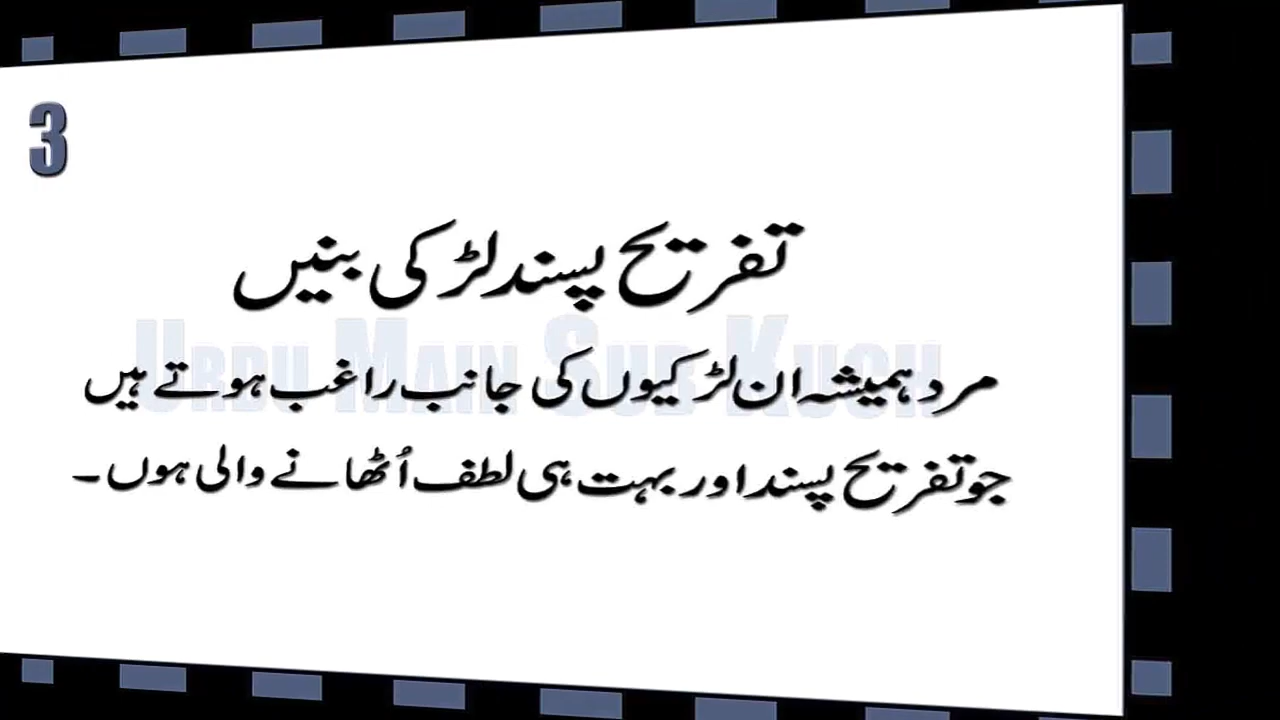 3
تفریح پسند لڑکی بنیں
Urdu Main Sub Kuch
مرد ہمیشہ ان لڑکیوں کی جانب راغب ہوتے ہیں
جو تفریح پسند اور بہت ہی لطف اُٹھانے والی ہوں۔